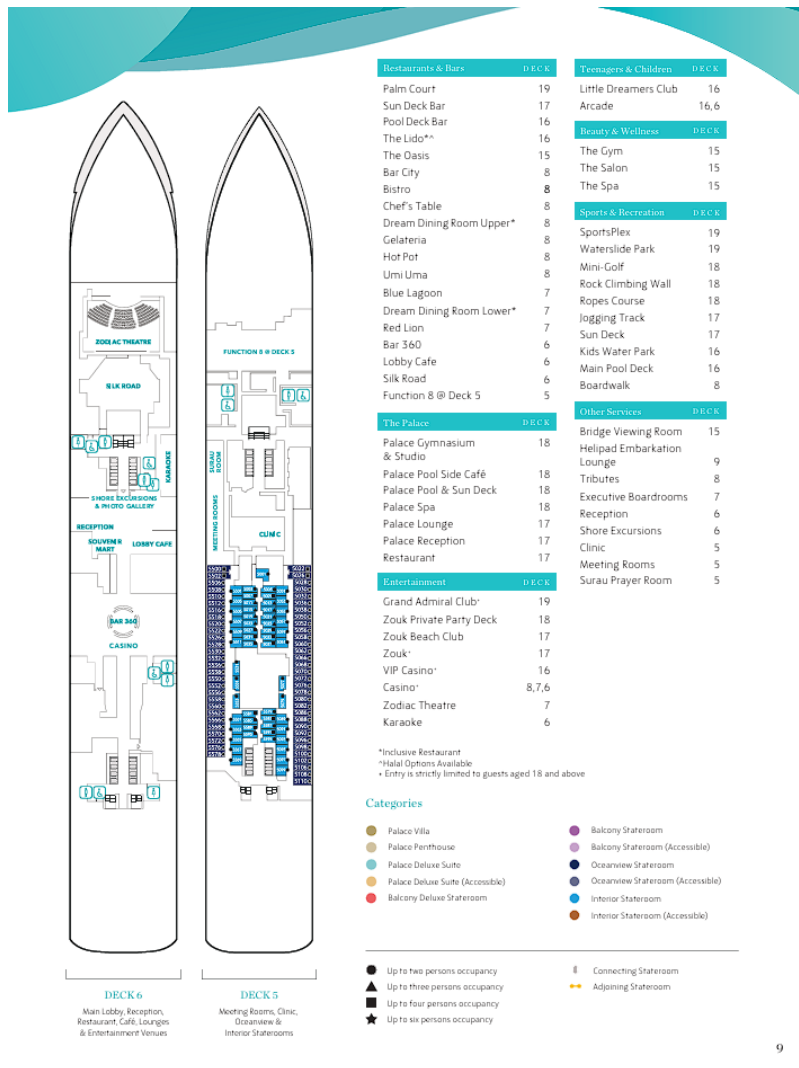 Restaurants & Bars DECK
Palm Court 19
Sun Deck Bar 17
Pool Deck Bar 16
The Lido*^ 16
The Oasis 15
Bar City 8
Bistro 8
Chef's Table 8
Dream Dining Room Upper* 8
Gelateria 8
Hot Pot 8
Umi Uma 8
Blue Lagoon 7
Dream Dining Room Lower* 7
Red Lion 7
Bar 360 6
Lobby Cafe 6
Silk Road 6
Function 8 @ Deck 5 5
The Palace DECK
Palace Gymnasium 18
& Studio
Palace Pool Side Café 18
Palace Pool & Sun Deck 18
Palace Spa 18
Palace Lounge 17
Palace Reception 17
Restaurant 17
Entertainment DECK
Grand Admiral Club+ 19
Zouk Private Party Deck 18
Zouk Beach Club 17
Zouk+ 17
VIP Casino+ 16
Casino+ 8,7,6
Zodiac Theatre 7
Karaoke 6
*Inclusive Restaurant
^Halal Options Available
+ Entry is strictly limited to guests aged 18 and above
Teenagers & Children DECK
Little Dreamers Club 16
Arcade 16,6
Beauty & Wellness DECK
The Gym 15
The Salon 15
The Spa 15
Sports & Recreation DECK
SportsPlex 19
Waterslide Park 19
Mini-Golf 18
Rock Climbing Wall 18
Ropes Course 18
Jogging Track 17
Sun Deck 17
Kids Water Park 16
Main Pool Deck 16
Boardwalk 8
Other Services DECK
Bridge Viewing Room 15
Helipad Embarkation
Lounge 9
Tributes 8
Executive Boardrooms 7
Reception 6
Shore Excursions 6
Clinic 5
Meeting Rooms 5
Surau Prayer Room 5
ZODIAC THEATRE
SILK ROAD
KARAOKE
SHORE EXCURSIONS
& PHOTO GALLERY
RECEPTION
SOUVENIR
MART
LOBBY CAFE
BAR 360
CASINO
FUNCTION 8 @ DECK 5
SURAU
ROOM
MEETING ROOMS
CLINIC
Categories
Palace Villa
Palace Penthouse
Palace Deluxe Suite
Palace Deluxe Suite (Accessible)
Balcony Deluxe Stateroom
Balcony Stateroom
Balcony Stateroom (Accessible)
Oceanview Stateroom
Oceanview Stateroom (Accessible)
Interior Stateroom
Interior Stateroom (Accessible)
Up to two persons occupancy
Up to three persons occupancy
Up to four persons occupancy
Up to six persons occupancy
Connecting Stateroom
Adjoining Stateroom
DECK 6
Main Lobby, Reception,
Restaurant, Café, Lounges
& Entertainment Venues
DECK 5
Meeting Rooms, Clinic,
Oceanview &
Interior Staterooms
9